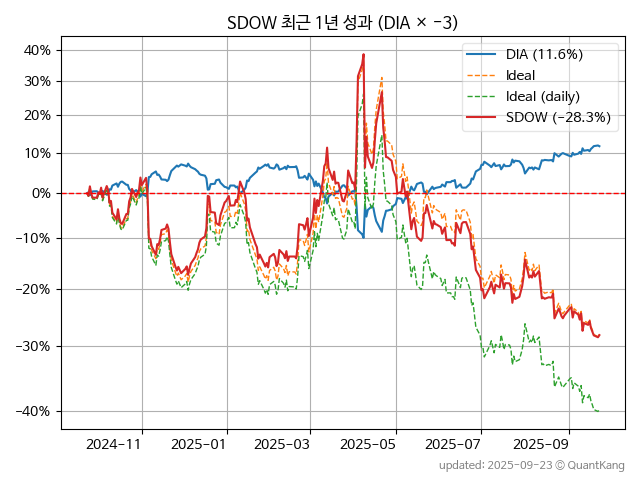 SDOW 최근 1년 성과 (DIA × −3)
DIA (11.6%)
Ideal
Ideal (daily)
SDOW (−28.3%)
40%
30%
20%
10%
0%
−10%
−20%
−30%
−40%
2024-11 2025-01 2025-03 2025-05 2025-07 2025-09
updated: 2025-09-23 © QuantKang